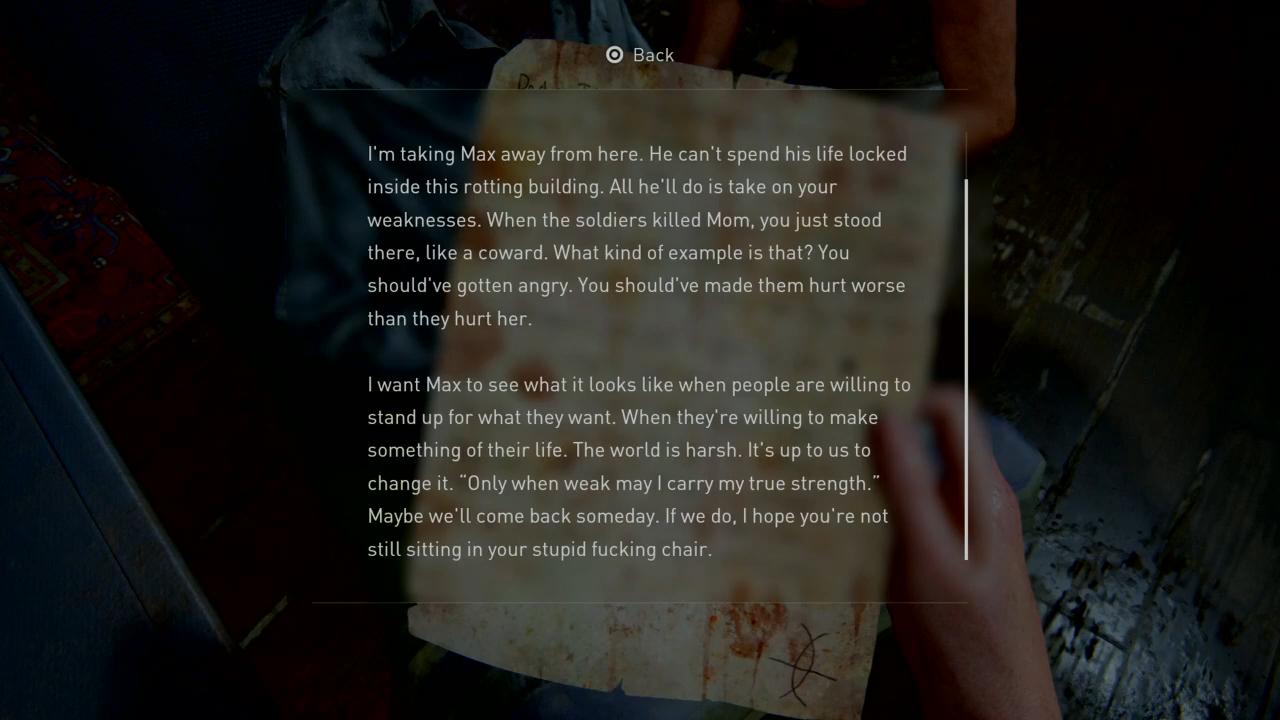 Back
I'm taking Max away from here. He can't spend his life locked
inside this rotting building. All he'll do is take on your
weaknesses. When the soldiers killed Mom, you just stood
there, like a coward. What kind of example is that? You
should've gotten angry. You should've made them hurt worse
than they hurt her.
I want Max to see what it looks like when people are willing to
stand up for what they want. When they're willing to make
something of their life. The world is harsh. It's up to us to
change it. “Only when weak may I carry my true strength.”
Maybe we'll come back someday. If we do, I hope you're not
still sitting in your stupid fucking chair.